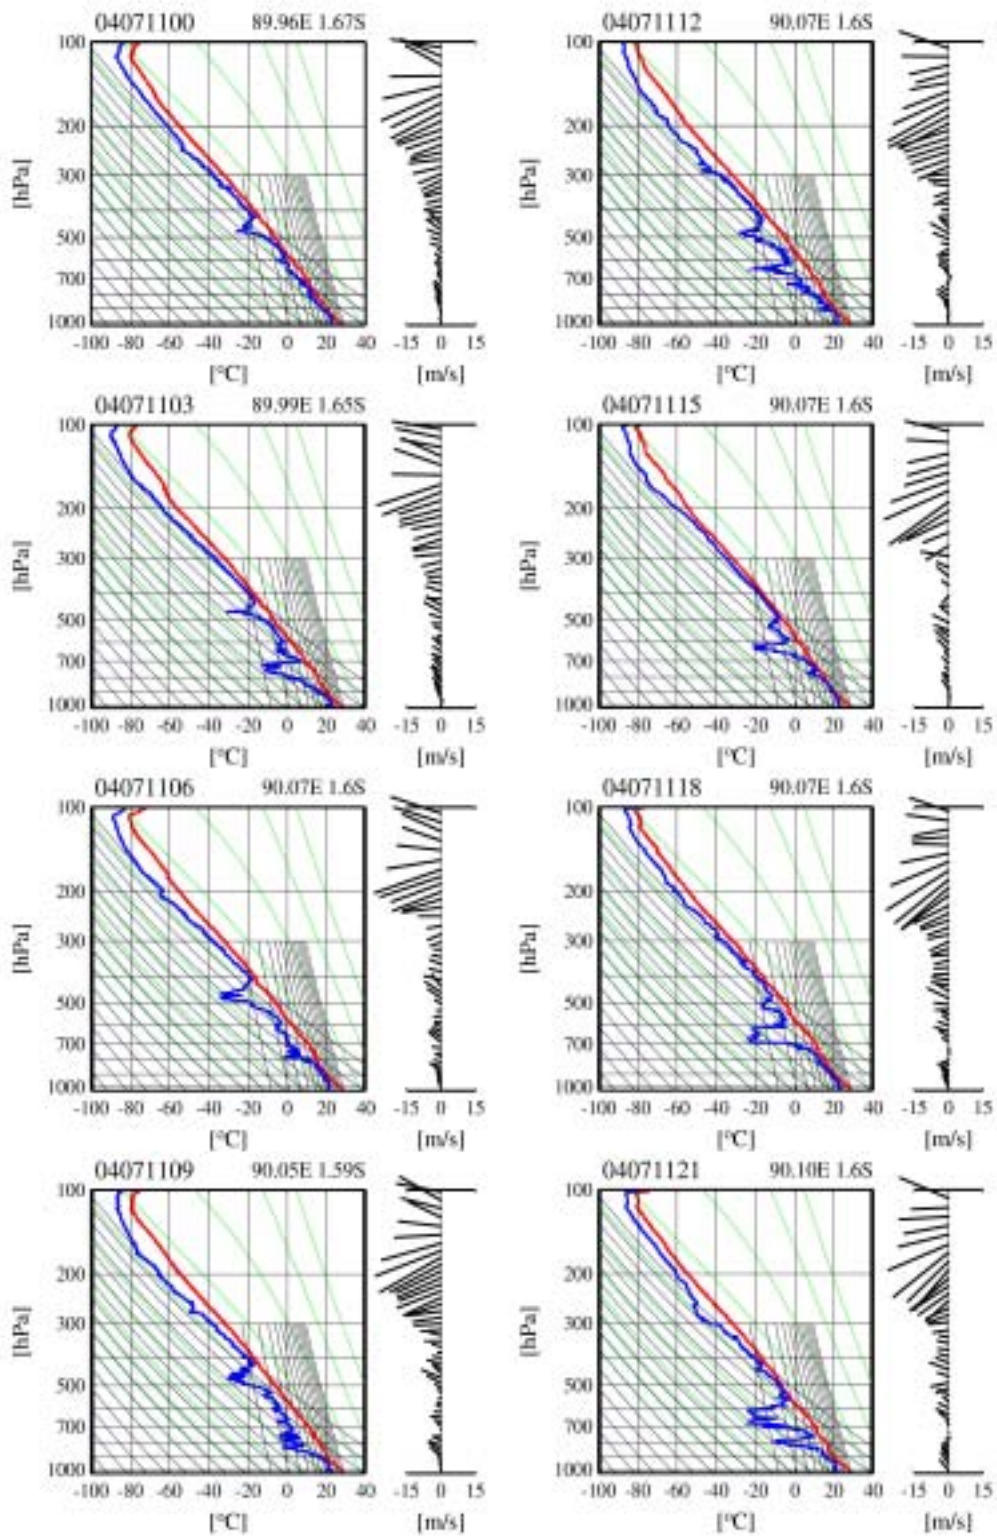 04071100 89.96E 1.67S
100
200
300
500
700
1000
[hPa]
-100 -80 -60 -40 -20 0 20 40
[°C]
-15 0 15
[m/s]
04071112 90.07E 1.6S
100
200
300
500
700
1000
[hPa]
-100 -80 -60 -40 -20 0 20 40
[°C]
-15 0 15
[m/s]
04071103 89.99E 1.65S
100
200
300
500
700
1000
[hPa]
-100 -80 -60 -40 -20 0 20 40
[°C]
-15 0 15
[m/s]
04071115 90.07E 1.6S
100
200
300
500
700
1000
[hPa]
-100 -80 -60 -40 -20 0 20 40
[°C]
-15 0 15
[m/s]
04071106 90.07E 1.6S
100
200
300
500
700
1000
[hPa]
-100 -80 -60 -40 -20 0 20 40
[°C]
-15 0 15
[m/s]
04071118 90.07E 1.6S
100
200
300
500
700
1000
[hPa]
-100 -80 -60 -40 -20 0 20 40
[°C]
-15 0 15
[m/s]
04071109 90.05E 1.59S
100
200
300
500
700
1000
[hPa]
-100 -80 -60 -40 -20 0 20 40
[°C]
-15 0 15
[m/s]
04071121 90.10E 1.6S
100
200
300
500
700
1000
[hPa]
-100 -80 -60 -40 -20 0 20 40
[°C]
-15 0 15
[m/s]